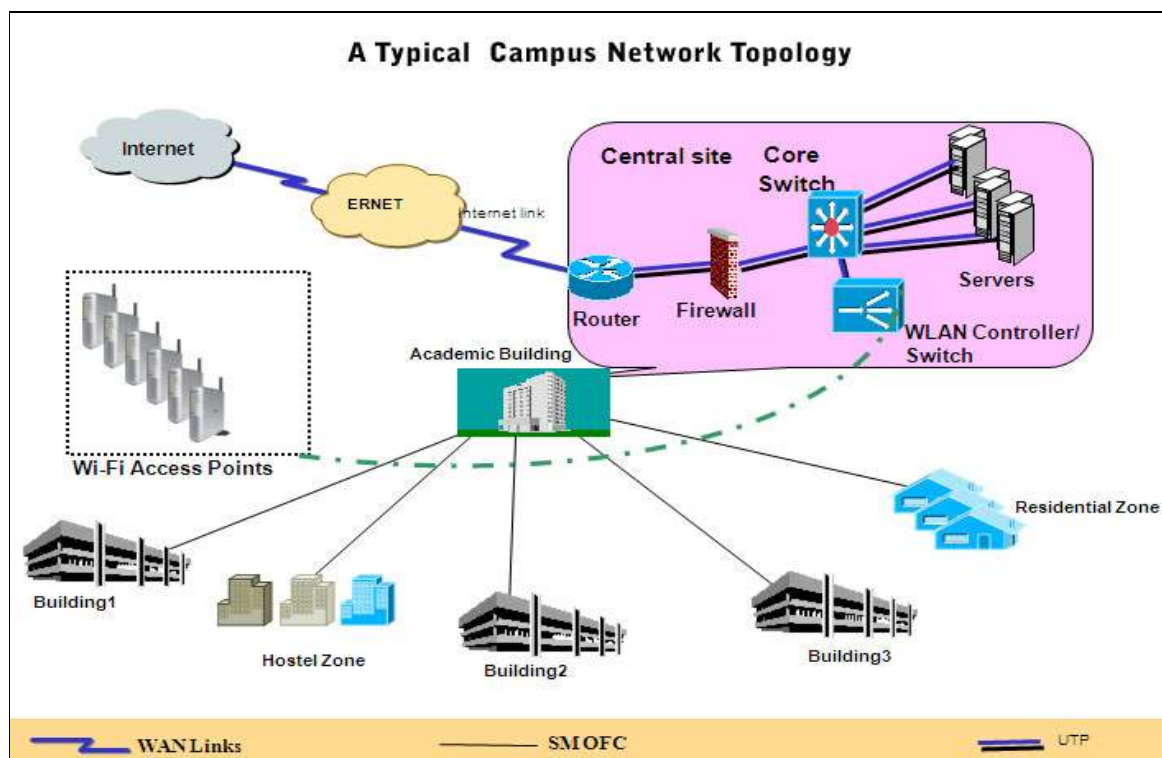 A Typical Campus Network Topology
Internet
ERNET
Internet link
Central site
Core
Switch
Servers
Firewall
Router
WLAN Controller/
Switch
Academic Building
Wi-Fi Access Points
Residential Zone
Building1
Hostel Zone
Building2
Building3
WAN Links
SM OFC
UTP